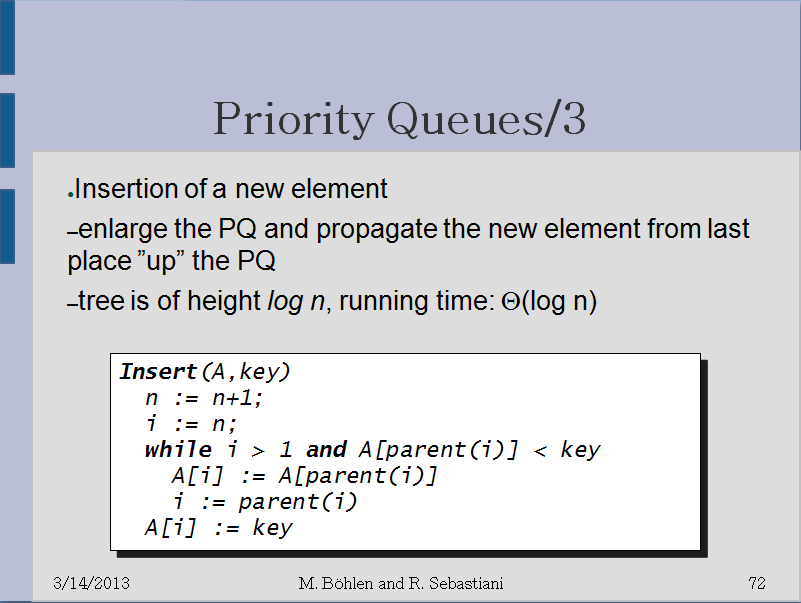 Priority Queues/3
•Insertion of a new element
–enlarge the PQ and propagate the new element from last
place ”up” the PQ
–tree is of height log n, running time: Θ(log n)
Insert(A,key)
n := n+1;
i := n;
while i > 1 and A[parent(i)] < key
A[i] := A[parent(i)]
i := parent(i)
A[i] := key
3/14/2013
M. Böhlen and R. Sebastiani
72